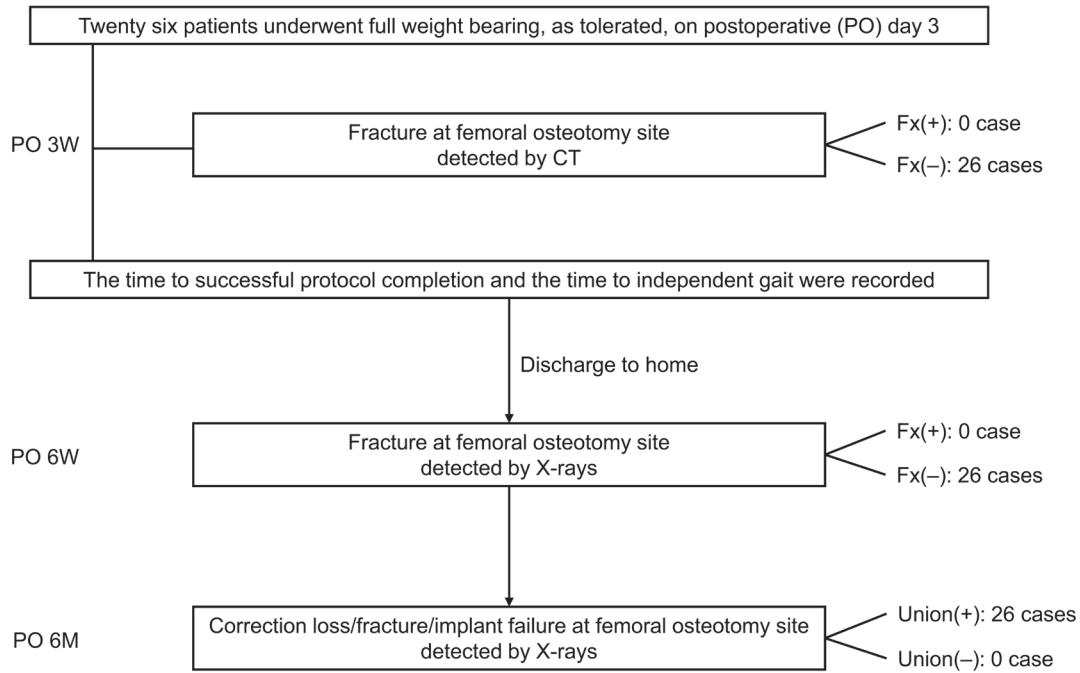 Twenty six patients underwent full weight bearing, as tolerated, on postoperative (PO) day 3
PO 3W
Fracture at femoral osteotomy site
detected by CT
Fx(+): 0 case
Fx(–): 26 cases
The time to successful protocol completion and the time to independent gait were recorded
Discharge to home
PO 6W
Fracture at femoral osteotomy site
detected by X-rays
Fx(+): 0 case
Fx(–): 26 cases
PO 6M
Correction loss/fracture/implant failure at femoral osteotomy site
detected by X-rays
Union(+): 26 cases
Union(–): 0 case